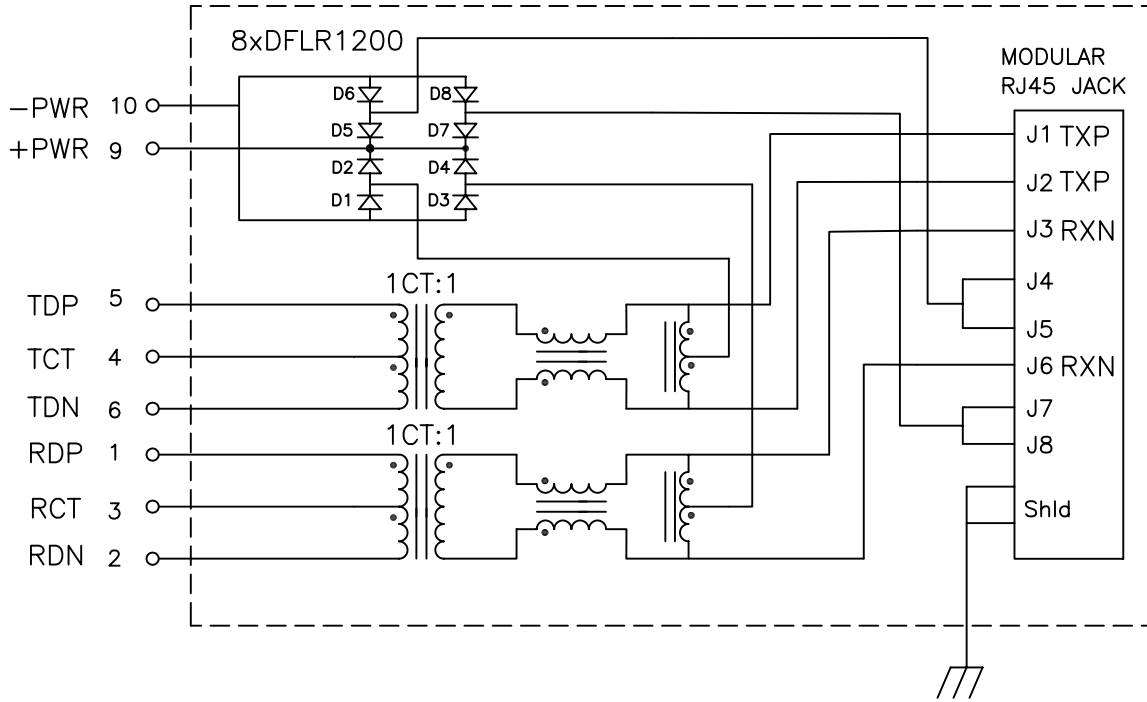 8xDFLR1200
MODULAR
RJ45 JACK
D6
D8
-PWR 10
D5
D7
+PWR 9
D2
D4
D1
D3
J1 TXP
J2 TXP
J3 RXN
J4
J5
J6 RXN
J7
J8
Shld
1CT:1
TDP 5
TCT 4
TDN 6
1CT:1
RDP 1
RCT 3
RDN 2